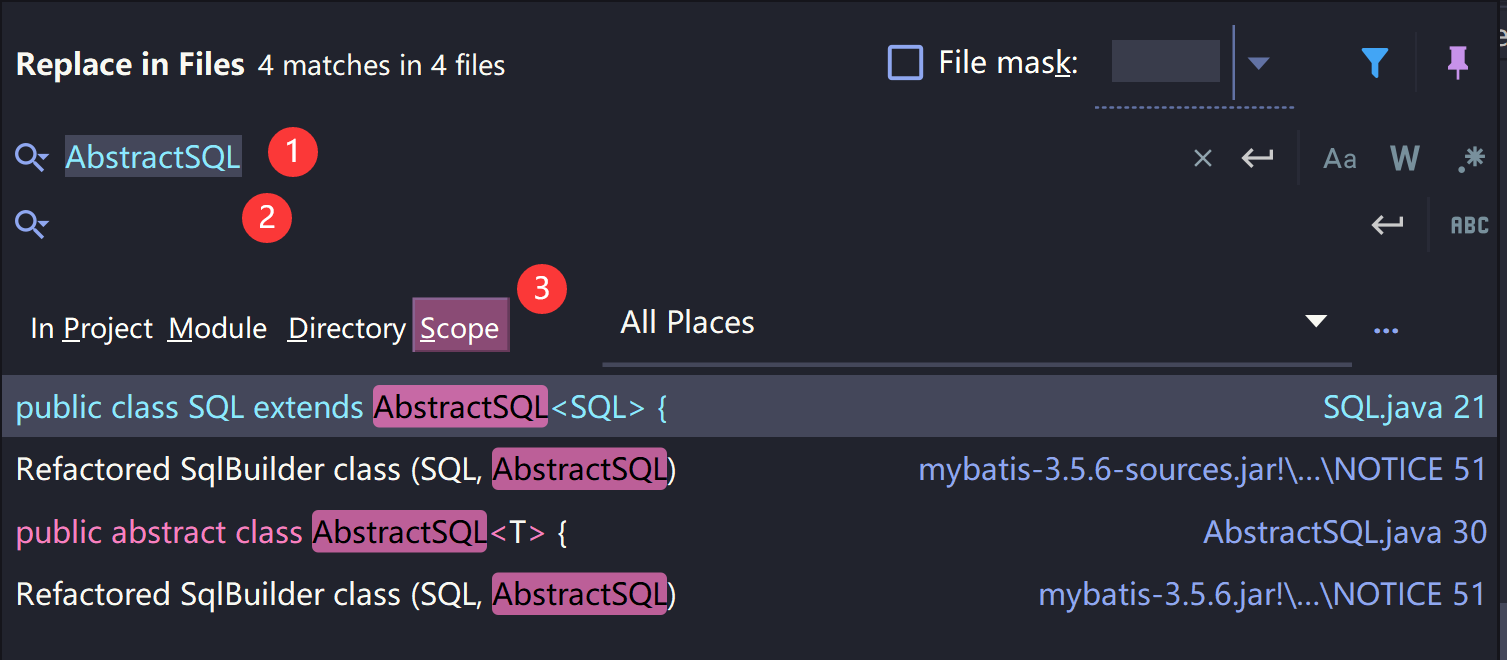 Replace in Files 4 matches in 4 files File mask:
AbstractSQL 1 Aa W .*
2 ABC
3
In Project Module Directory Scope All Places ...
public class SQL extends AbstractSQL<SQL> { SQL.java 21
Refactored SqlBuilder class (SQL, AbstractSQL) mybatis-3.5.6-sources.jar!\...\NOTICE 51
public abstract class AbstractSQL<T> { AbstractSQL.java 30
Refactored SqlBuilder class (SQL, AbstractSQL) mybatis-3.5.6.jar!\...\NOTICE 51